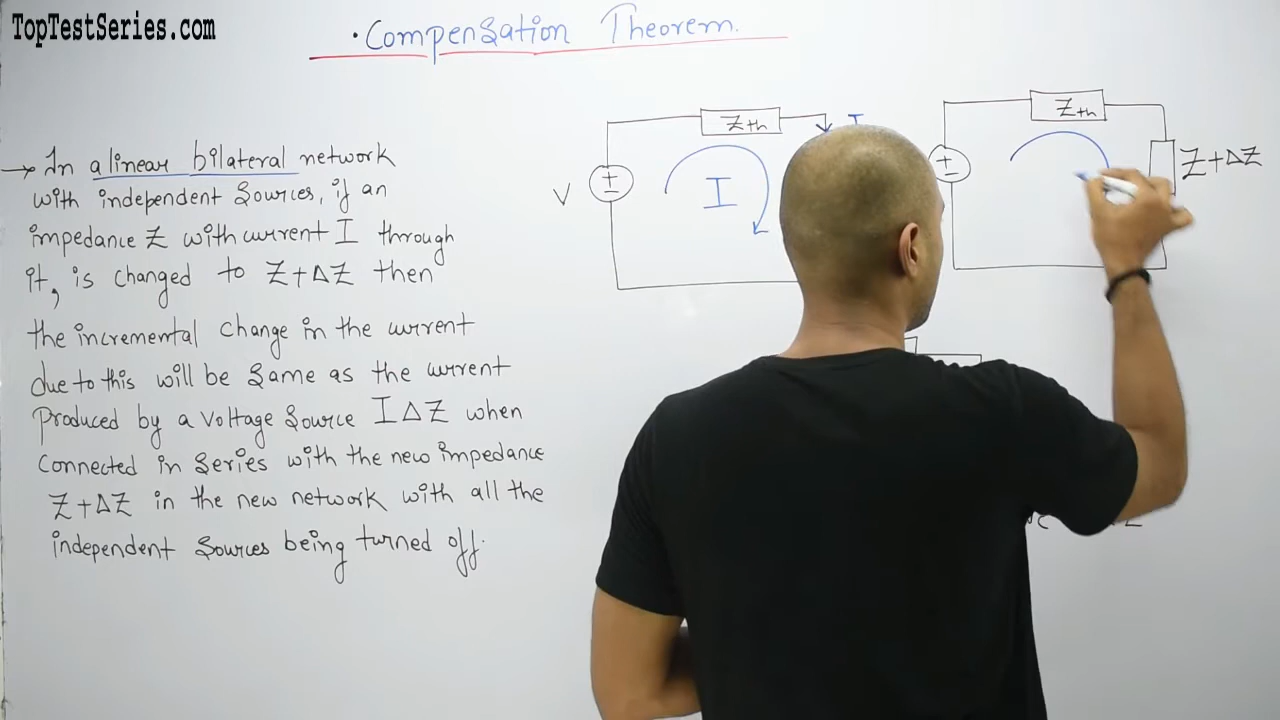 TopTestSeries.com
· Compensation Theorem.
→ In a linear bilateral network
with independent sources, if an
impedance Z with current I through
it, is changed to Z+ΔZ then
the incremental change in the current
due to this will be same as the current
produced by a voltage source IΔZ when
connected in series with the new impedance
Z+ΔZ in the new network with all the
independent sources being turned off.
Zth
I
V
+
I
Zth
+
Z+ΔZ